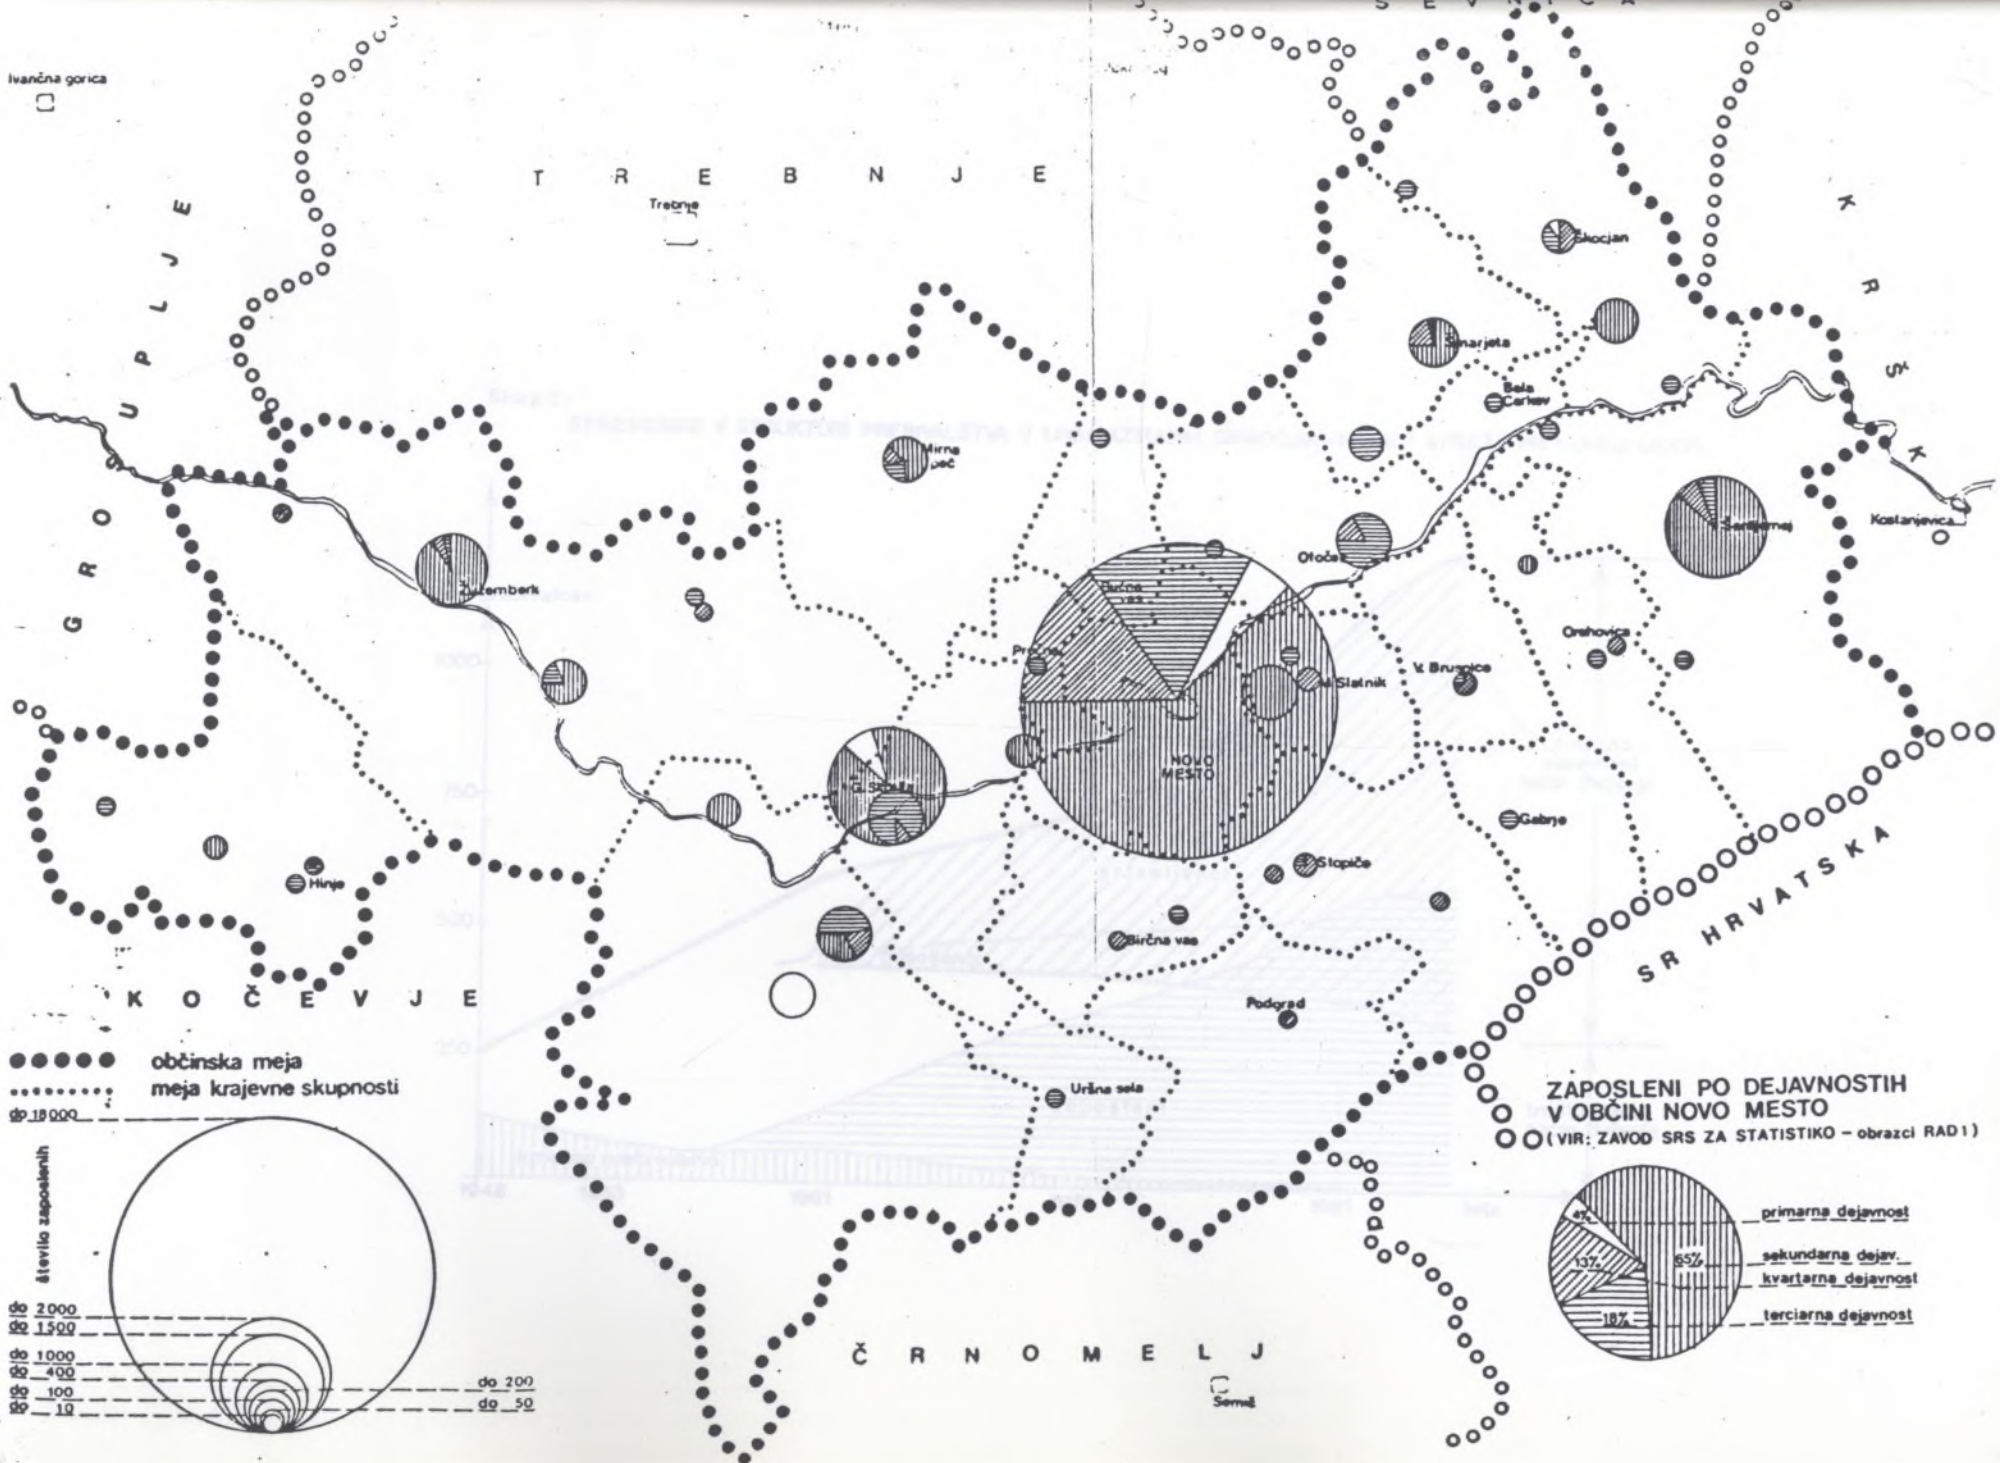 Ivančna gorica
T R E B N J E
Trebnje
G R O S U P L J E
K R Š K O
Škocjan
Šmarjeta
Bela
Cerkev
Mirna
peč
Šentjernej
Kostanjevica
Otočec
Žužemberk
Bučna
vas
Prečna
Orehovica
V. Brusnice
M. Slatnik
NOVO
MESTO
G. Straža
Gabrje
Stopiče
Hinje
Birčna vas
SR HRVATSKA
K O Č E V J E
Podgrad
Uršna sela
občinska meja
meja krajevne skupnosti
do 18000
število zaposlenih
do 2000
do 1500
do 1000
do 400
do 100
do 10
do 200
do 50
ZAPOSLENI PO DEJAVNOSTIH
V OBČINI NOVO MESTO
(VIR: ZAVOD SRS ZA STATISTIKO – obrazci RAD1)
4%
13%
65%
18%
primarna dejavnost
sekundarna dejav.
kvartarna dejavnost
terciarna dejavnost
Č R N O M E L J
Semič